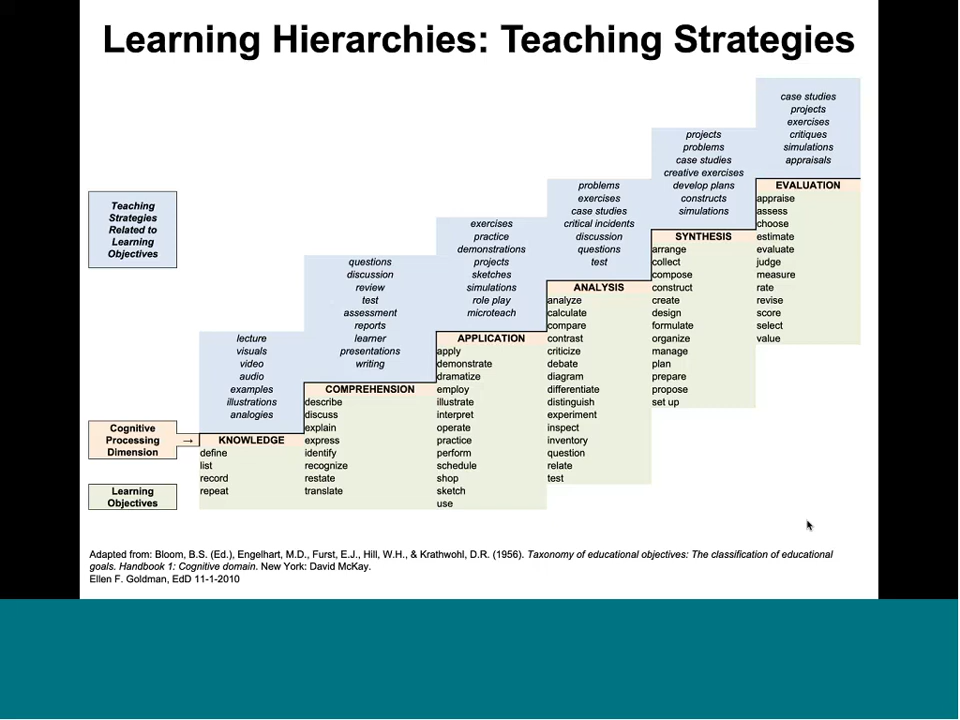 Learning Hierarchies: Teaching Strategies
Teaching
Strategies
Related to
Learning
Objectives
Cognitive
Processing
Dimension
→
Learning
Objectives
lecture
visuals
video
audio
examples
illustrations
analogies
KNOWLEDGE
define
list
record
repeat
questions
discussion
review
test
assessment
reports
learner
presentations
writing
COMPREHENSION
describe
discuss
explain
express
identify
recognize
restate
translate
exercises
practice
demonstrations
projects
sketches
simulations
role play
microteach
APPLICATION
apply
demonstrate
dramatize
employ
illustrate
interpret
operate
practice
perform
schedule
shop
sketch
use
problems
exercises
case studies
critical incidents
discussion
questions
test
ANALYSIS
analyze
calculate
compare
contrast
criticize
debate
diagram
differentiate
distinguish
experiment
inspect
inventory
question
relate
test
projects
problems
case studies
creative exercises
develop plans
constructs
simulations
SYNTHESIS
arrange
collect
compose
construct
create
design
formulate
organize
manage
plan
prepare
propose
set up
case studies
projects
exercises
critiques
simulations
appraisals
EVALUATION
appraise
assess
choose
estimate
evaluate
judge
measure
rate
revise
score
select
value
Adapted from: Bloom, B.S. (Ed.), Engelhart, M.D., Furst, E.J., Hill, W.H., & Krathwohl, D.R. (1956). Taxonomy of educational objectives: The classification of educational
goals. Handbook 1: Cognitive domain. New York: David McKay.
Ellen F. Goldman, EdD 11-1-2010